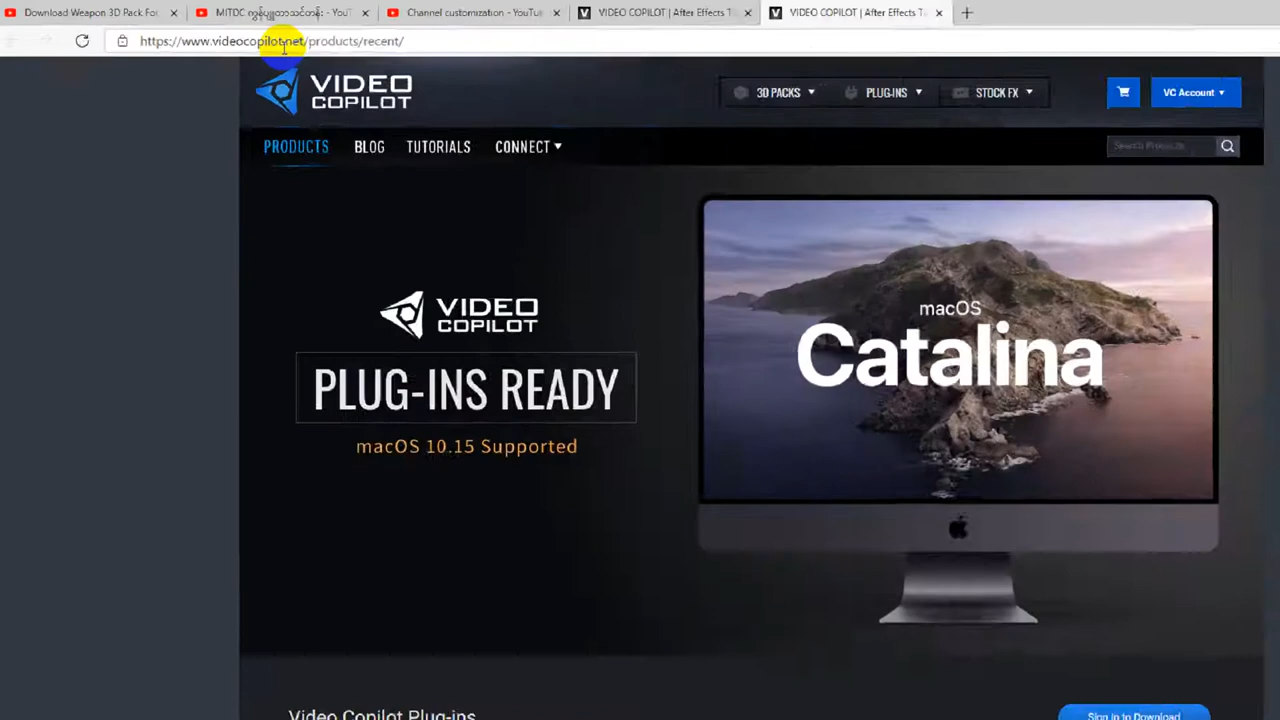 Download Weapon 3D Pack Fo
MITDC ကွန်ပျူတာသင်တန်း - YouT
Channel customization - YouTu
VIDEO COPILOT | After Effects T
VIDEO COPILOT | After Effects T
https://www.videocopilot.net/products/recent/
VIDEO
COPILOT
3D PACKS
PLUG-INS
STOCK FX
VC Account
PRODUCTS
BLOG
TUTORIALS
CONNECT
Search Products
VIDEO
COPILOT
PLUG-INS READY
macOS 10.15 Supported
macOS
Catalina
Video Copilot Plug-ins
Sign in to Download